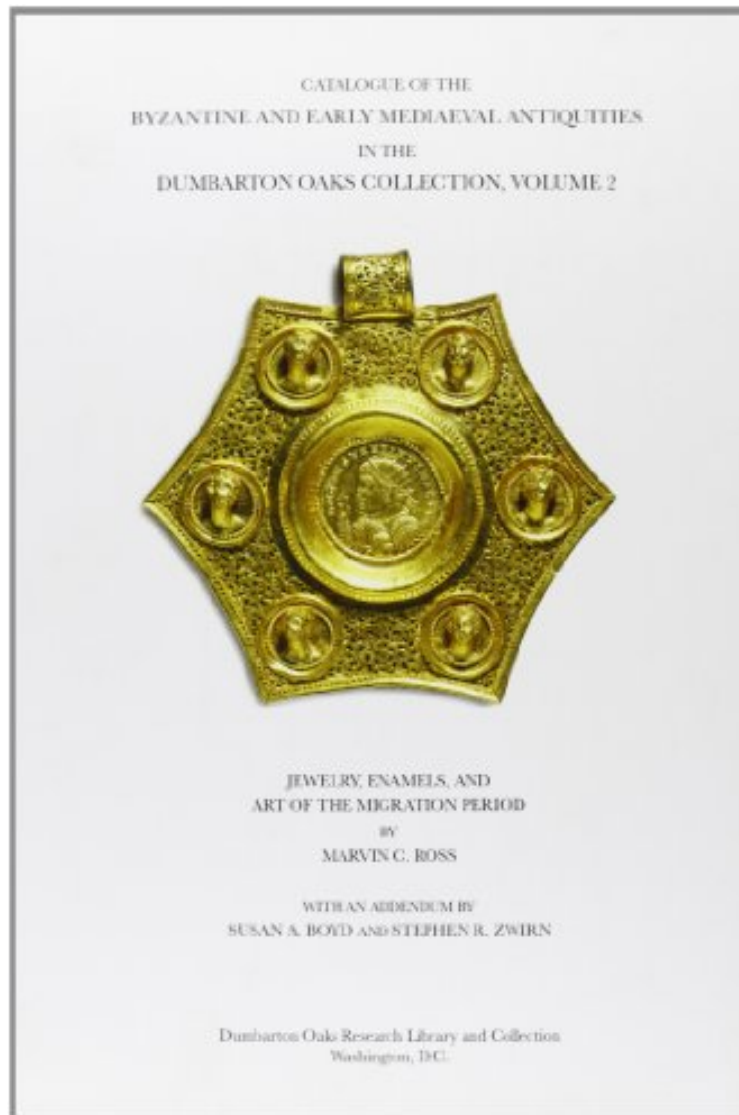 CATALOGUE OF THE
BYZANTINE AND EARLY MEDIAEVAL ANTIQUITIES
IN THE
DUMBARTON OAKS COLLECTION, VOLUME 2
JEWELRY, ENAMELS, AND
ART OF THE MIGRATION PERIOD
BY
MARVIN C. ROSS
WITH AN ADDENDUM BY
SUSAN A. BOYD AND STEPHEN R. ZWIRN
Dumbarton Oaks Research Library and Collection
Washington, D.C.